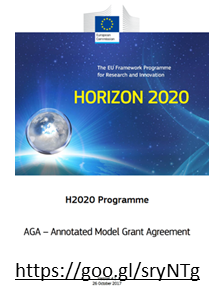 European
Commission
The EU Framework Programme
for Research and Innovation
HORIZON 2020
H2020 Programme
AGA – Annotated Model Grant Agreement
https://goo.gl/sryNTg
26 October 2017